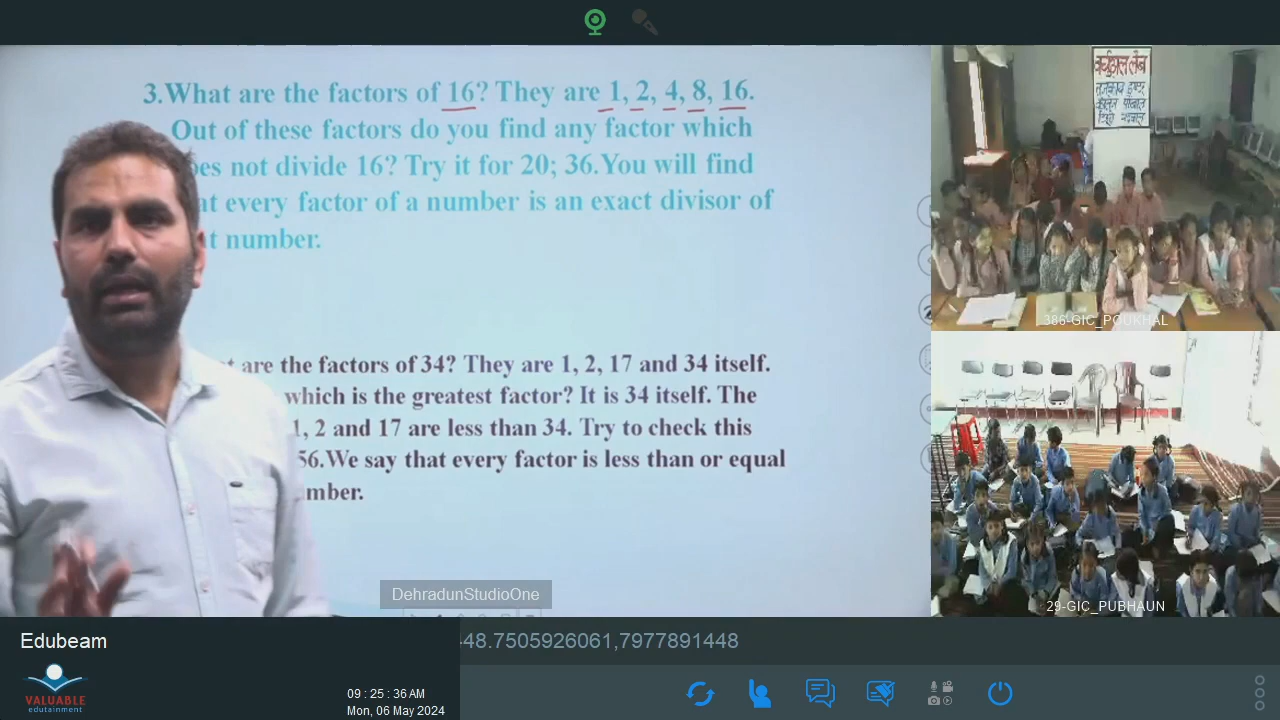 3.What are the factors of 16? They are 1, 2, 4, 8, 16.
Out of these factors do you find any factor which
es not divide 16? Try it for 20; 36.You will find
at every factor of a number is an exact divisor of
t number.
are the factors of 34? They are 1, 2, 17 and 34 itself.
which is the greatest factor? It is 34 itself. The
1, 2 and 17 are less than 34. Try to check this
56.We say that every factor is less than or equal
mber.
DehradunStudioOne
वर्चुअल लैब
386-GIC_POUKHAL
29-GIC_PUBHAUN
Edubeam
48.7505926061,7977891448
VALUABLE
edutainment
09 : 25 : 36 AM
Mon, 06 May 2024